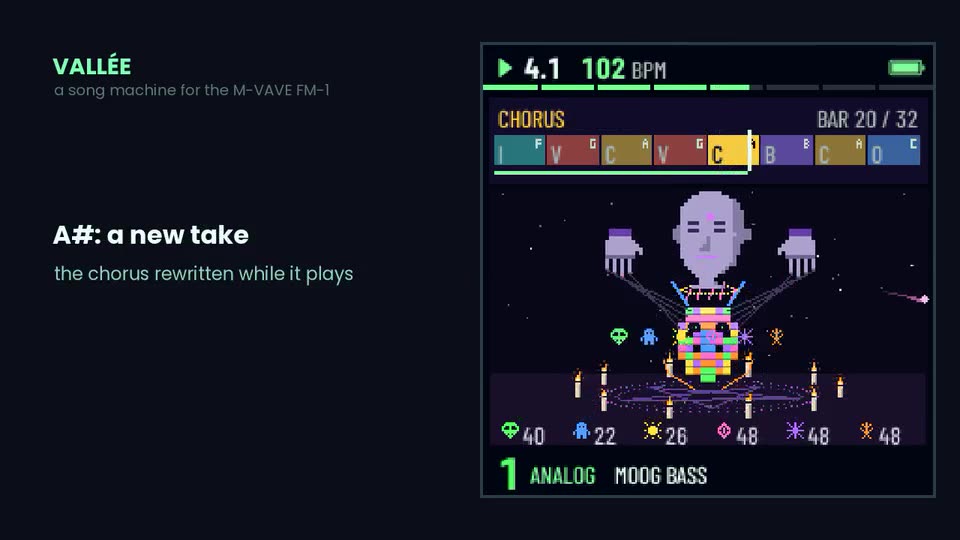 VALLÉE
a song machine for the M-VAVE FM-1
A#: a new take
the chorus rewritten while it plays
4.1 102 BPM
CHORUS BAR 20 / 32
I F V G C A V G C A B B C A O C
40 22 26 48 48 48
1 ANALOG MOOG BASS